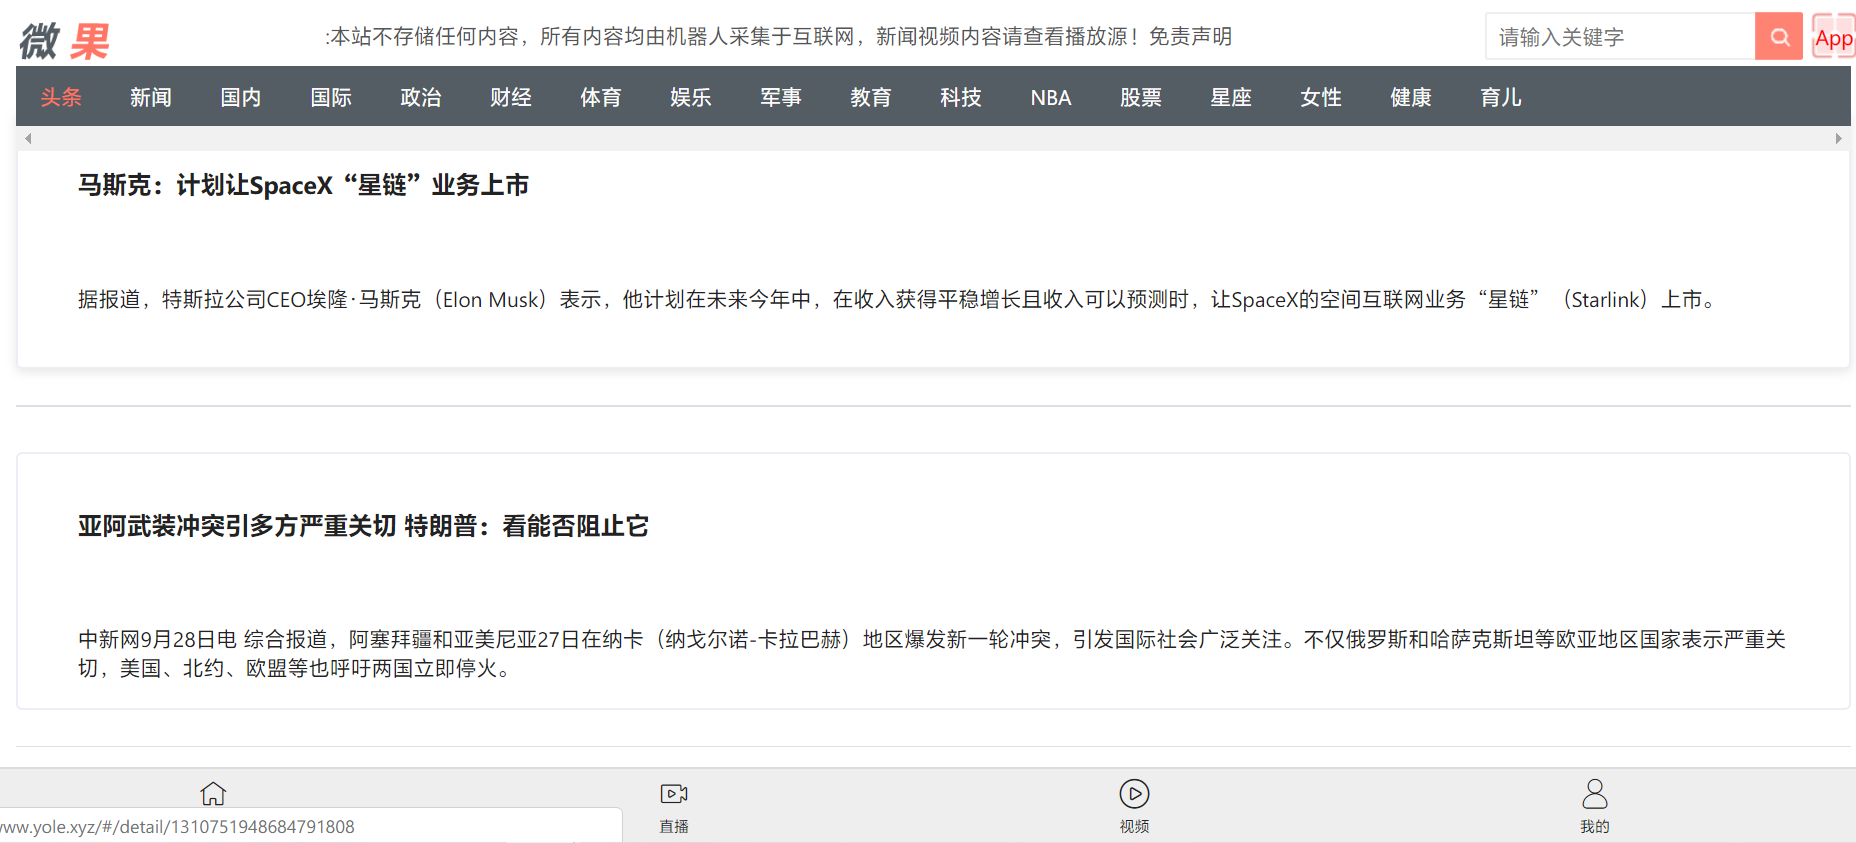 微 果
:本站不存储任何内容，所有内容均由机器人采集于互联网，新闻视频内容请查看播放源！免责声明
请输入关键字
App
头条 新闻 国内 国际 政治 财经 体育 娱乐 军事 教育 科技 NBA 股票 星座 女性 健康 育儿
马斯克：计划让SpaceX“星链”业务上市
据报道，特斯拉公司CEO埃隆·马斯克（Elon Musk）表示，他计划在未来今年中，在收入获得平稳增长且收入可以预测时，让SpaceX的空间互联网业务“星链”（Starlink）上市。
亚阿武装冲突引多方严重关切 特朗普：看能否阻止它
中新网9月28日电 综合报道，阿塞拜疆和亚美尼亚27日在纳卡（纳戈尔诺-卡拉巴赫）地区爆发新一轮冲突，引发国际社会广泛关注。不仅俄罗斯和哈萨克斯坦等欧亚地区国家表示严重关
切，美国、北约、欧盟等也呼吁两国立即停火。
www.yole.xyz/#/detail/1310751948684791808
直播 视频 我的